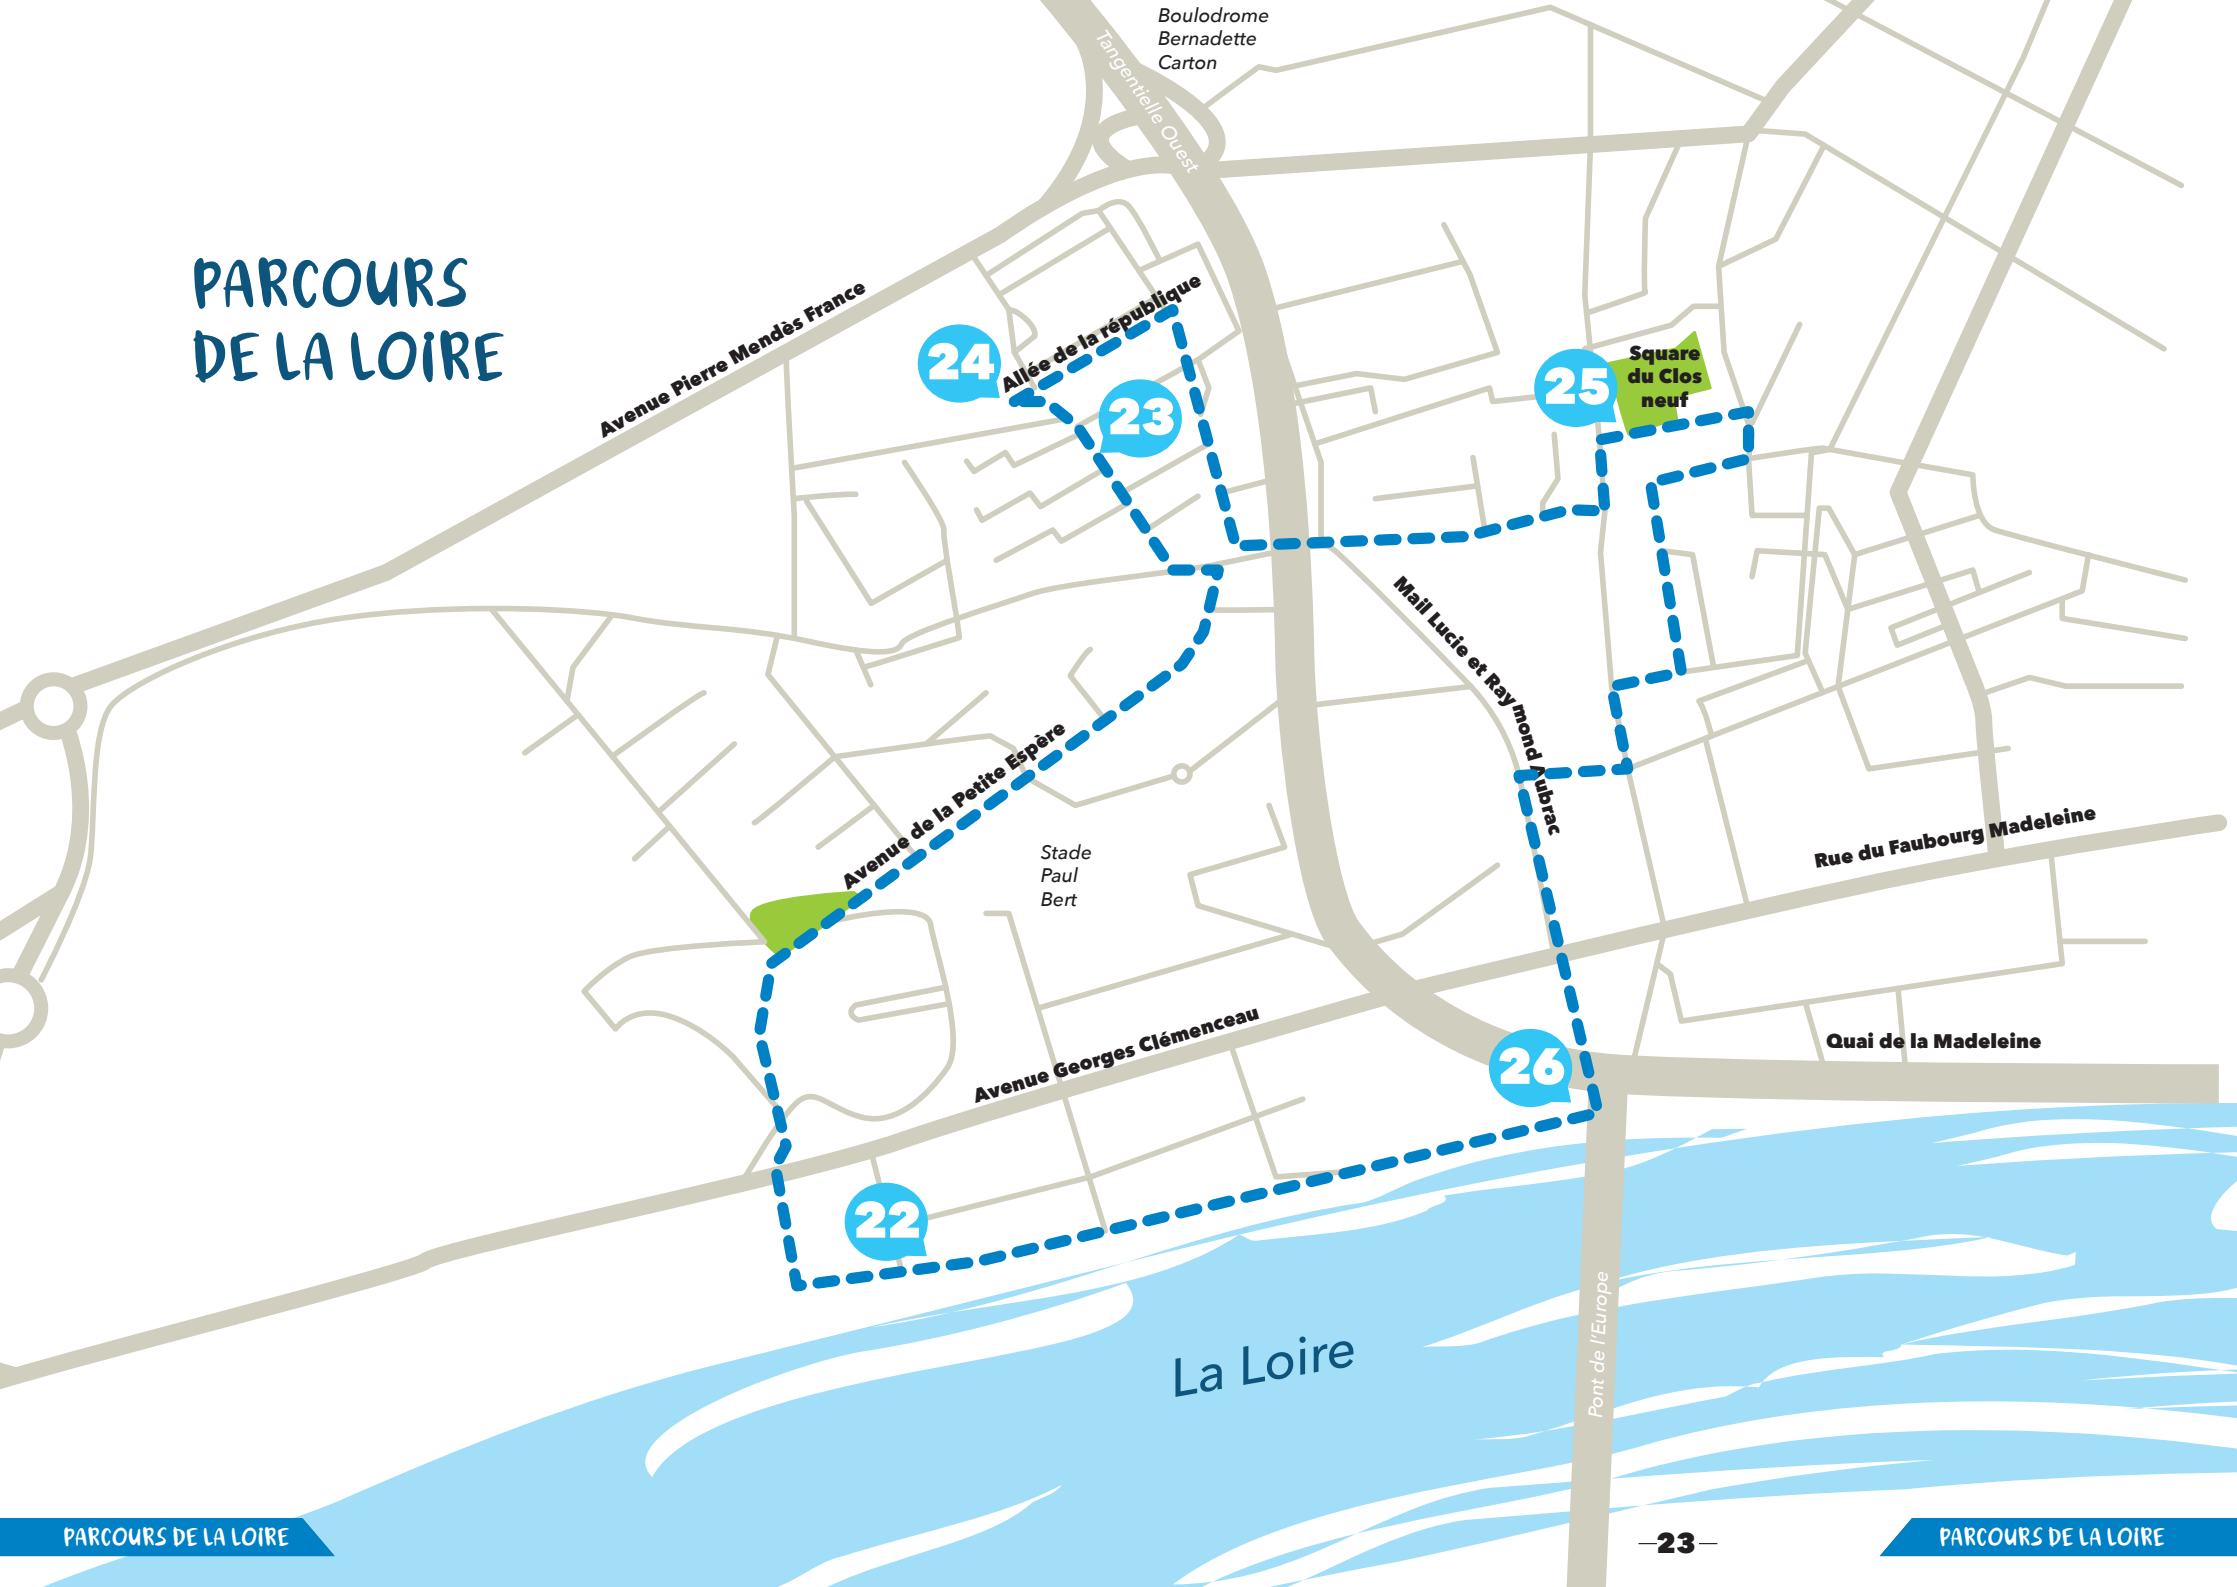 Boulodrome
Bernadette
Carton
Tangentielle Ouest
PARCOURS
DE LA LOIRE
Avenue Pierre Mendès France
Allée de la république
24
23
25
Square
du Clos
neuf
Mail Lucie et Raymond Aubrac
Avenue de la Petite Espère
Stade
Paul
Bert
Rue du Faubourg Madeleine
Avenue Georges Clémenceau
Quai de la Madeleine
26
22
Pont de l'Europe
La Loire
PARCOURS DE LA LOIRE
—23—
PARCOURS DE LA LOIRE